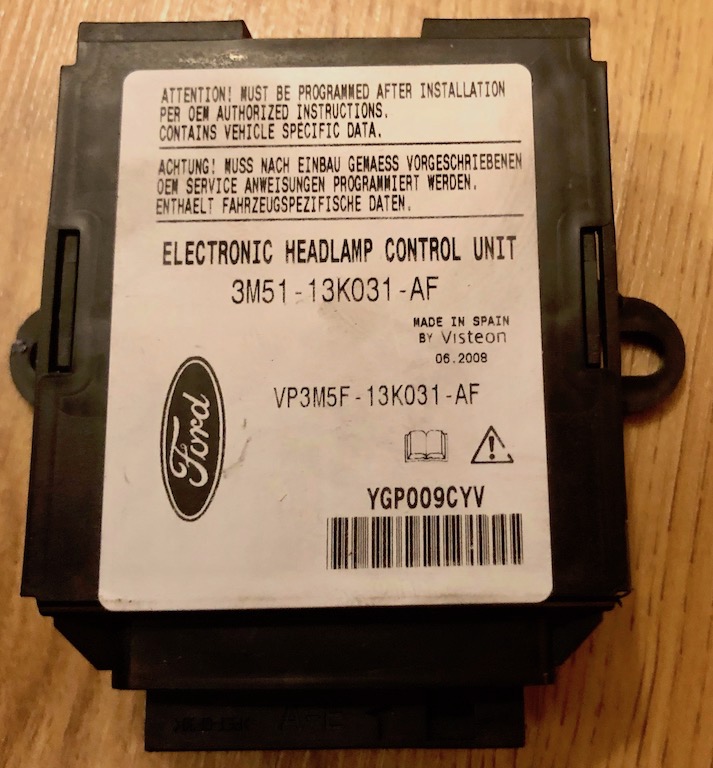 ATTENTION! MUST BE PROGRAMMED AFTER INSTALLATION
PER OEM AUTHORIZED INSTRUCTIONS.
CONTAINS VEHICLE SPECIFIC DATA.
ACHTUNG! MUSS NACH EINBAU GEMAESS VORGESCHRIEBENEN
OEM SERVICE ANWEISUNGEN PROGRAMMIERT WERDEN.
ENTHAELT FAHRZEUGSPEZIFISCHE DATEN.
ELECTRONIC HEADLAMP CONTROL UNIT
3M51-13K031-AF
MADE IN SPAIN
BY Visteon
06.2008
VP3M5F-13K031-AF
Ford
YGP009CYV